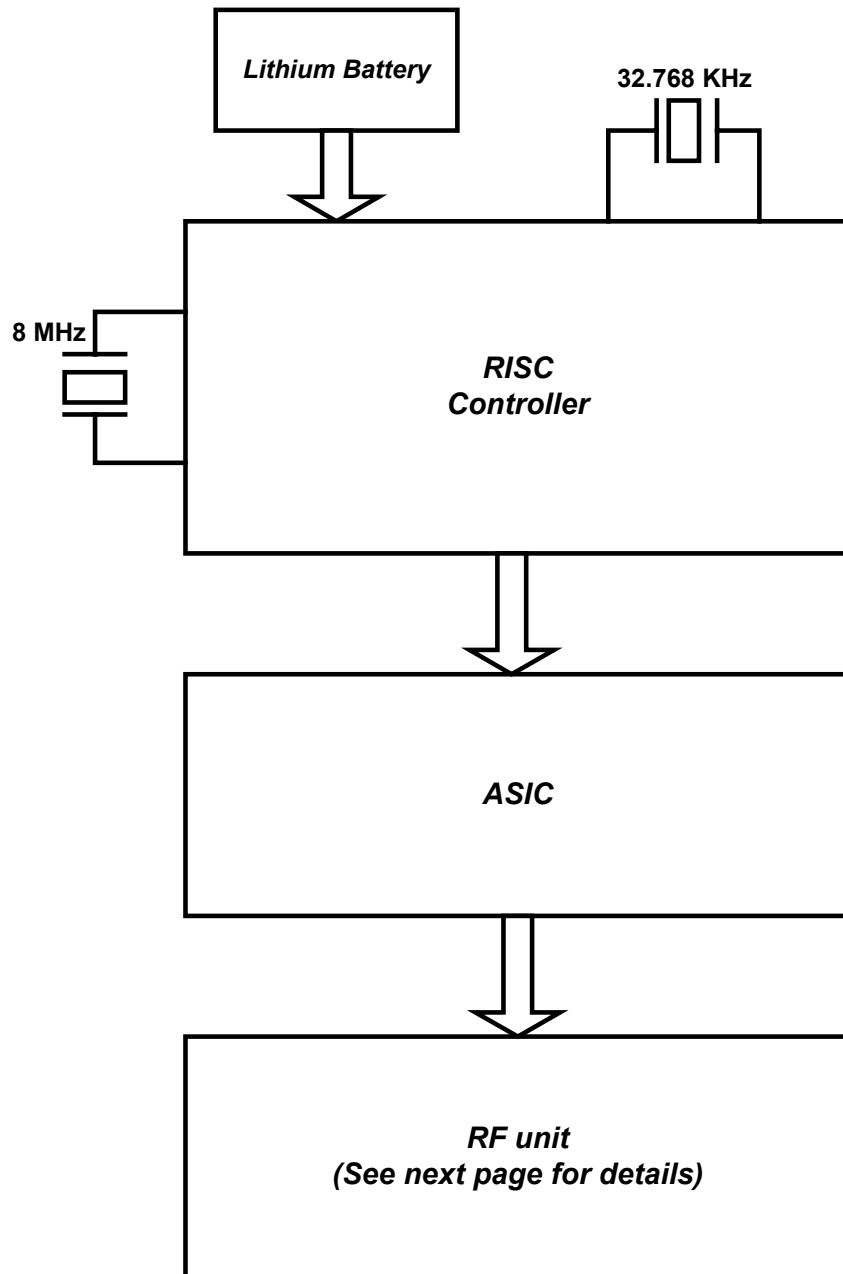 Lithium Battery
32.768 KHz
8 MHz
RISC
Controller
ASIC
RF unit
(See next page for details)